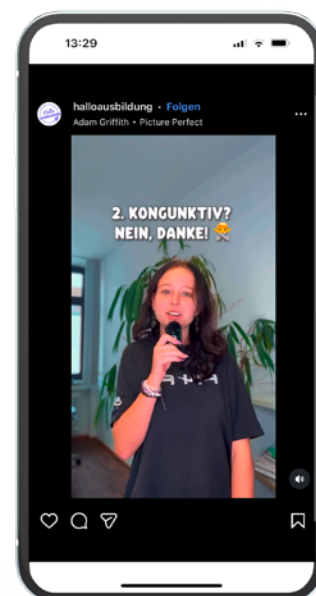 13:29
halloausbildung • Folgen
Adam Griffith • Picture Perfect
2. KONGUNKTIV?
NEIN, DANKE! 🙅